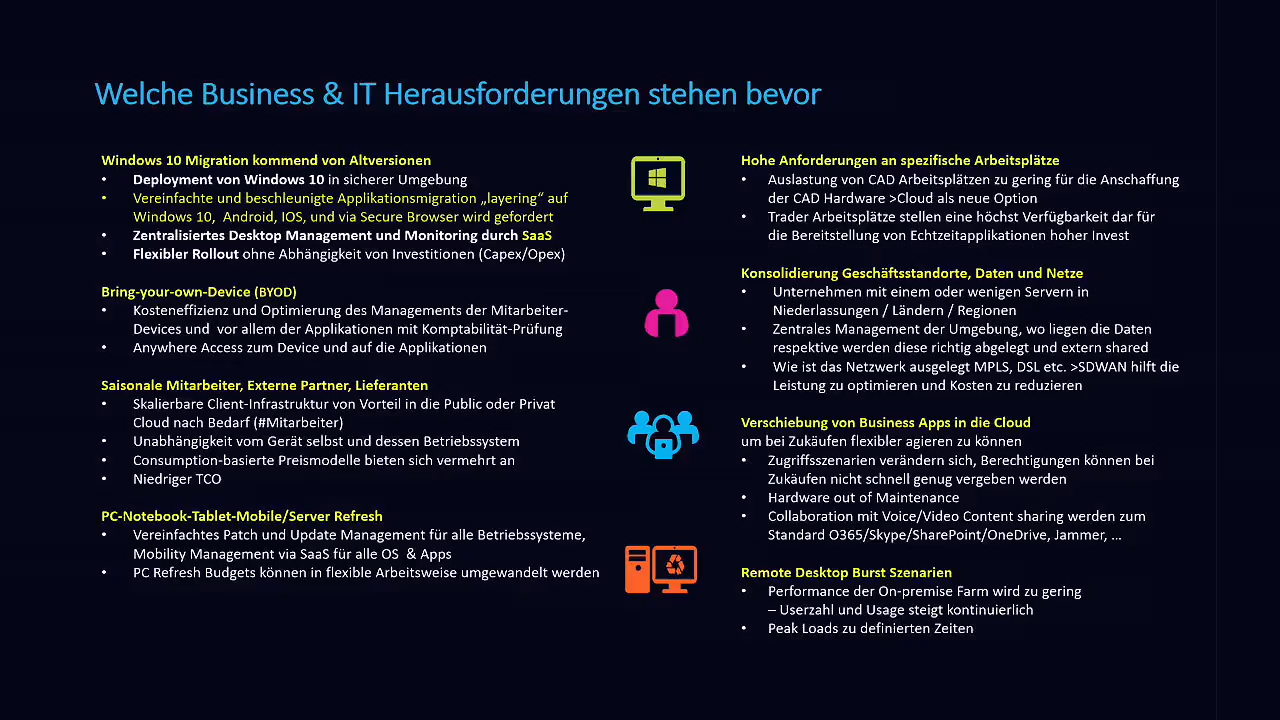 Welche Business & IT Herausforderungen stehen bevor
Windows 10 Migration kommend von Altversionen
• Deployment von Windows 10 in sicherer Umgebung
• Vereinfachte und beschleunigte Applikationsmigration „layering“ auf
Windows 10, Android, IOS, und via Secure Browser wird gefordert
• Zentralisiertes Desktop Management und Monitoring durch SaaS
• Flexibler Rollout ohne Abhängigkeit von Investitionen (Capex/Opex)
Bring-your-own-Device (BYOD)
• Kosteneffizienz und Optimierung des Managements der Mitarbeiter-
Devices und vor allem der Applikationen mit Komptabilität-Prüfung
• Anywhere Access zum Device und auf die Applikationen
Saisonale Mitarbeiter, Externe Partner, Lieferanten
• Skalierbare Client-Infrastruktur von Vorteil in die Public oder Privat
Cloud nach Bedarf (#Mitarbeiter)
• Unabhängigkeit vom Gerät selbst und dessen Betriebssystem
• Consumption-basierte Preismodelle bieten sich vermehrt an
• Niedriger TCO
PC-Notebook-Tablet-Mobile/Server Refresh
• Vereinfachtes Patch und Update Management für alle Betriebssysteme,
Mobility Management via SaaS für alle OS & Apps
• PC Refresh Budgets können in flexible Arbeitsweise umgewandelt werden
Hohe Anforderungen an spezifische Arbeitsplätze
• Auslastung von CAD Arbeitsplätzen zu gering für die Anschaffung
der CAD Hardware >Cloud als neue Option
• Trader Arbeitsplätze stellen eine höchst Verfügbarkeit dar für
die Bereitstellung von Echtzeitapplikationen hoher Invest
Konsolidierung Geschäftsstandorte, Daten und Netze
• Unternehmen mit einem oder wenigen Servern in
Niederlassungen / Ländern / Regionen
• Zentrales Management der Umgebung, wo liegen die Daten
respektive werden diese richtig abgelegt und extern shared
• Wie ist das Netzwerk ausgelegt MPLS, DSL etc. >SDWAN hilft die
Leistung zu optimieren und Kosten zu reduzieren
Verschiebung von Business Apps in die Cloud
um bei Zukäufen flexibler agieren zu können
• Zugriffsszenarien verändern sich, Berechtigungen können bei
Zukäufen nicht schnell genug vergeben werden
• Hardware out of Maintenance
• Collaboration mit Voice/Video Content sharing werden zum
Standard O365/Skype/SharePoint/OneDrive, Jammer, ...
Remote Desktop Burst Szenarien
• Performance der On-premise Farm wird zu gering
– Userzahl und Usage steigt kontinuierlich
• Peak Loads zu definierten Zeiten